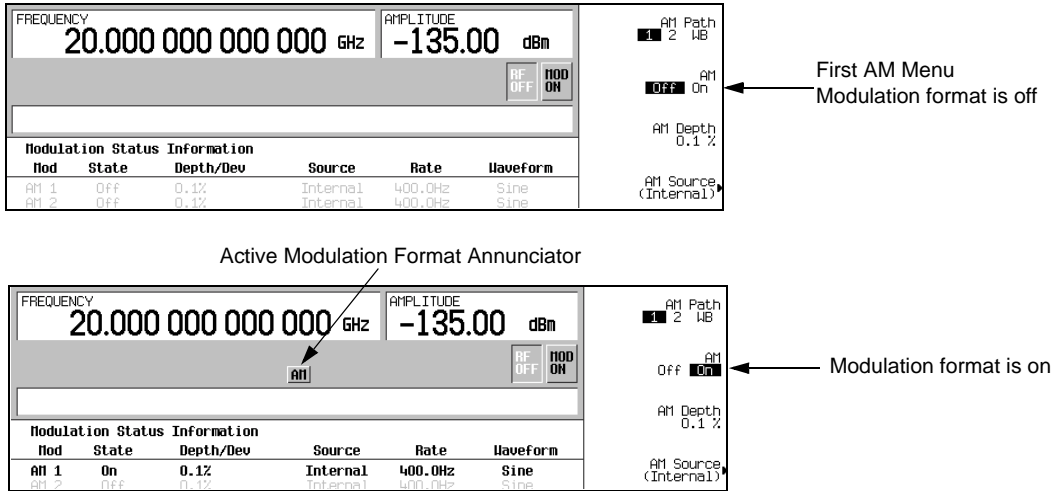 FREQUENCY
20.000 000 000 000 GHz
AMPLITUDE
-135.00 dBm
RF OFF
MOD ON
AM Path
1 2 WB
AM
Off On
AM Depth
0.1 %
AM Source
(Internal)
First AM Menu
Modulation format is off
Modulation Status Information
Mod State Depth/Dev Source Rate Waveform
AM 1 Off 0.1% Internal 400.0Hz Sine
AM 2 Off 0.1% Internal 400.0Hz Sine
Active Modulation Format Annunciator
FREQUENCY
20.000 000 000 000 GHz
AMPLITUDE
-135.00 dBm
AM
RF OFF
MOD ON
AM Path
1 2 WB
AM
Off On
AM Depth
0.1 %
AM Source
(Internal)
Modulation format is on
Modulation Status Information
Mod State Depth/Dev Source Rate Waveform
AM 1 On 0.1% Internal 400.0Hz Sine
AM 2 Off 0.1% Internal 400.0Hz Sine